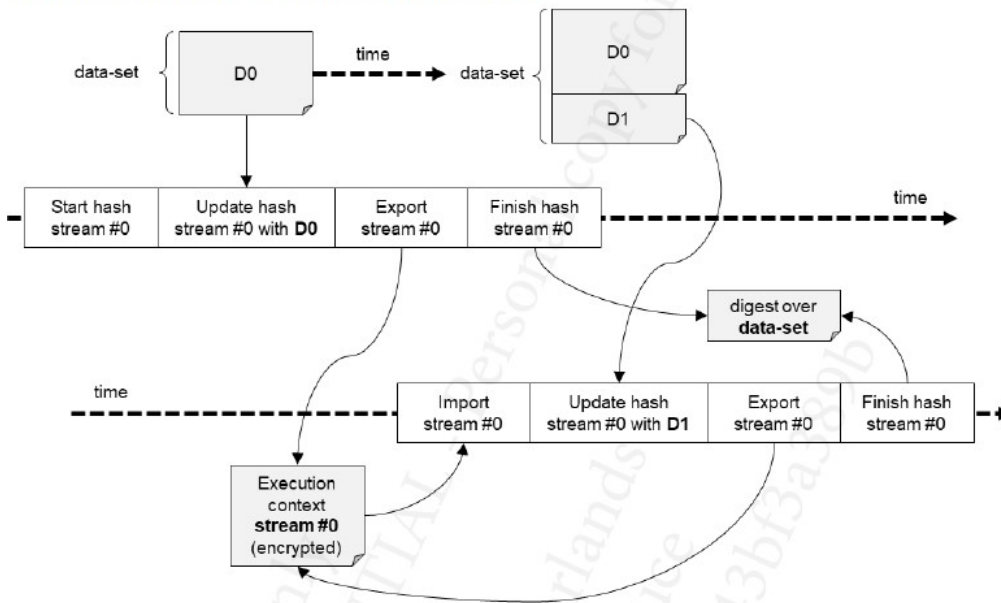 data-set
D0
time
data-set
D0
D1
Start hash
stream #0
Update hash
stream #0 with D0
Export
stream #0
Finish hash
stream #0
time
digest over
data-set
time
Import
stream #0
Update hash
stream #0 with D1
Export
stream #0
Finish hash
stream #0
Execution
context
stream #0
(encrypted)